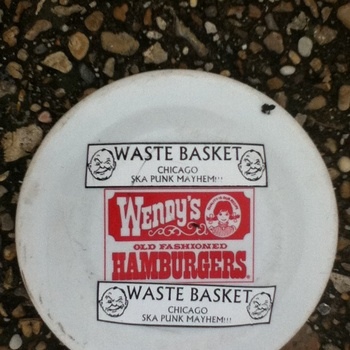 WASTE BASKET
CHICAGO
SKA PUNK MAYHEM!!!
WENDY'S
OLD FASHIONED
HAMBURGERS®
WASTE BASKET
CHICAGO
SKA PUNK MAYHEM!!!